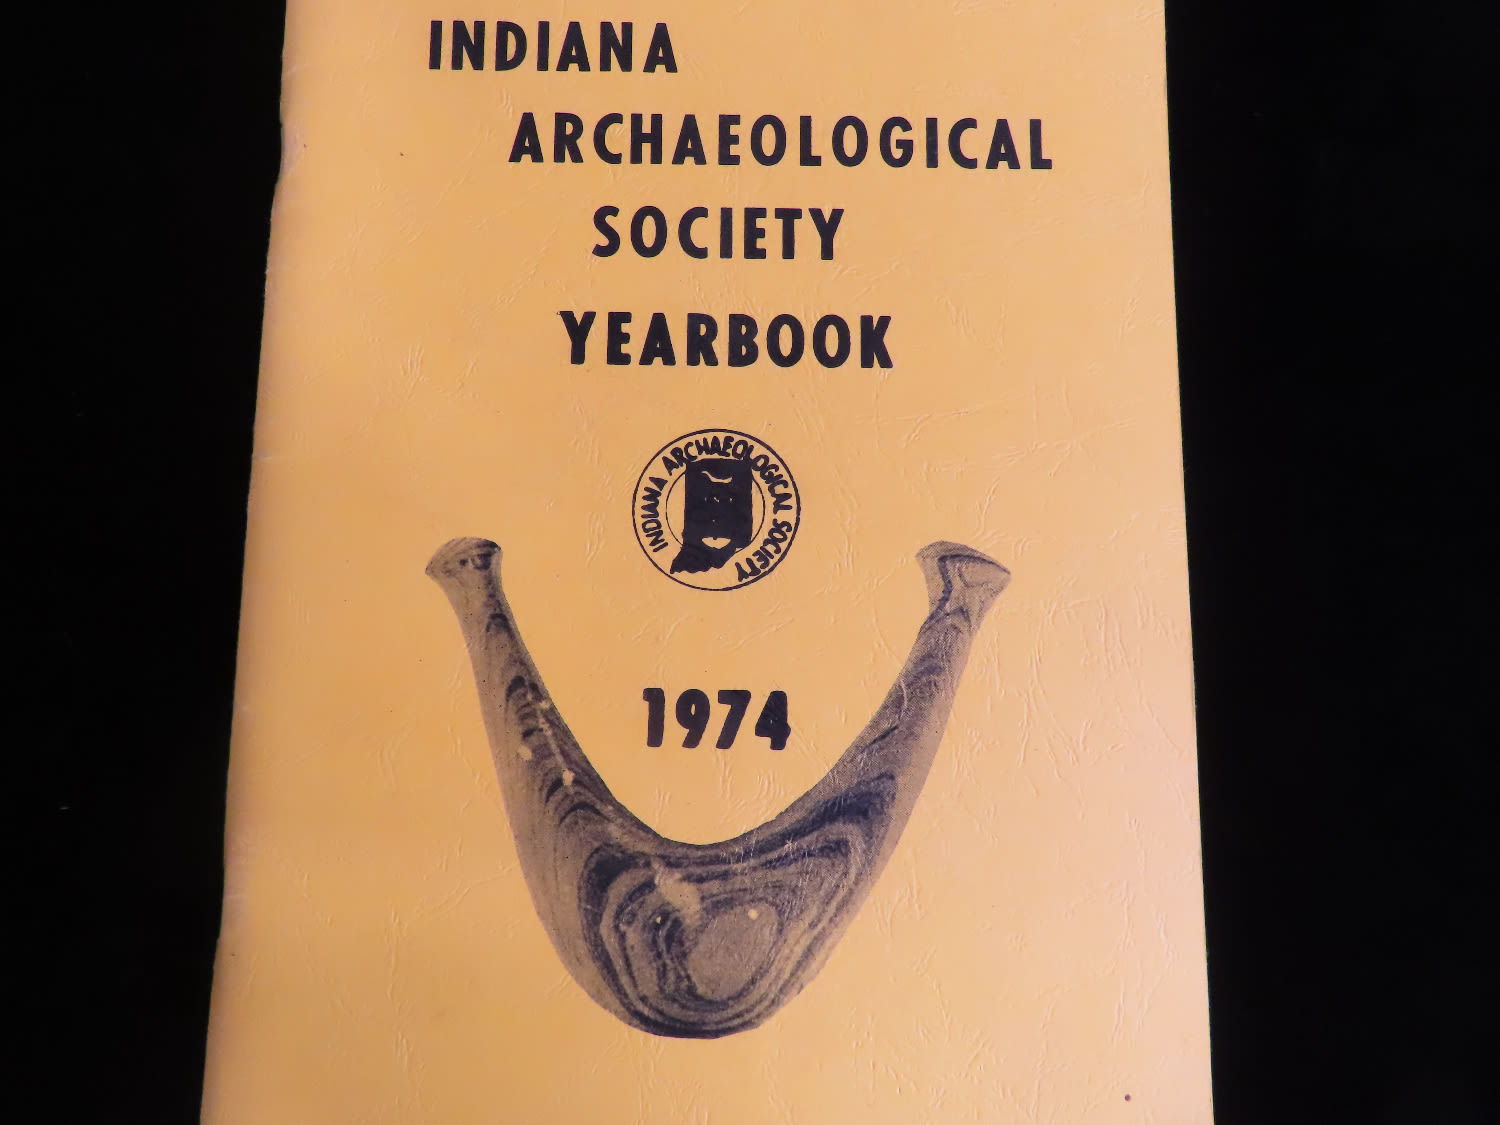 INDIANA
ARCHAEOLOGICAL
SOCIETY
YEARBOOK
INDIANA ARCHAEOLOGICAL SOCIETY
1974